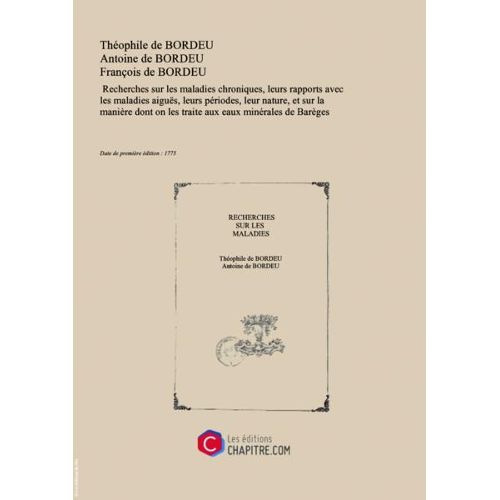 Théophile de BORDEU
Antoine de BORDEU
François de BORDEU
Recherches sur les maladies chroniques, leurs rapports avec
les maladies aiguës, leurs périodes, leur nature, et sur la
manière dont on les traite aux eaux minérales de Barèges
Date de première édition : 1775
RECHERCHES
SUR LES
MALADIES
Théophile de BORDEU
Antoine de BORDEU
Les éditions
CHAPITRE.COM